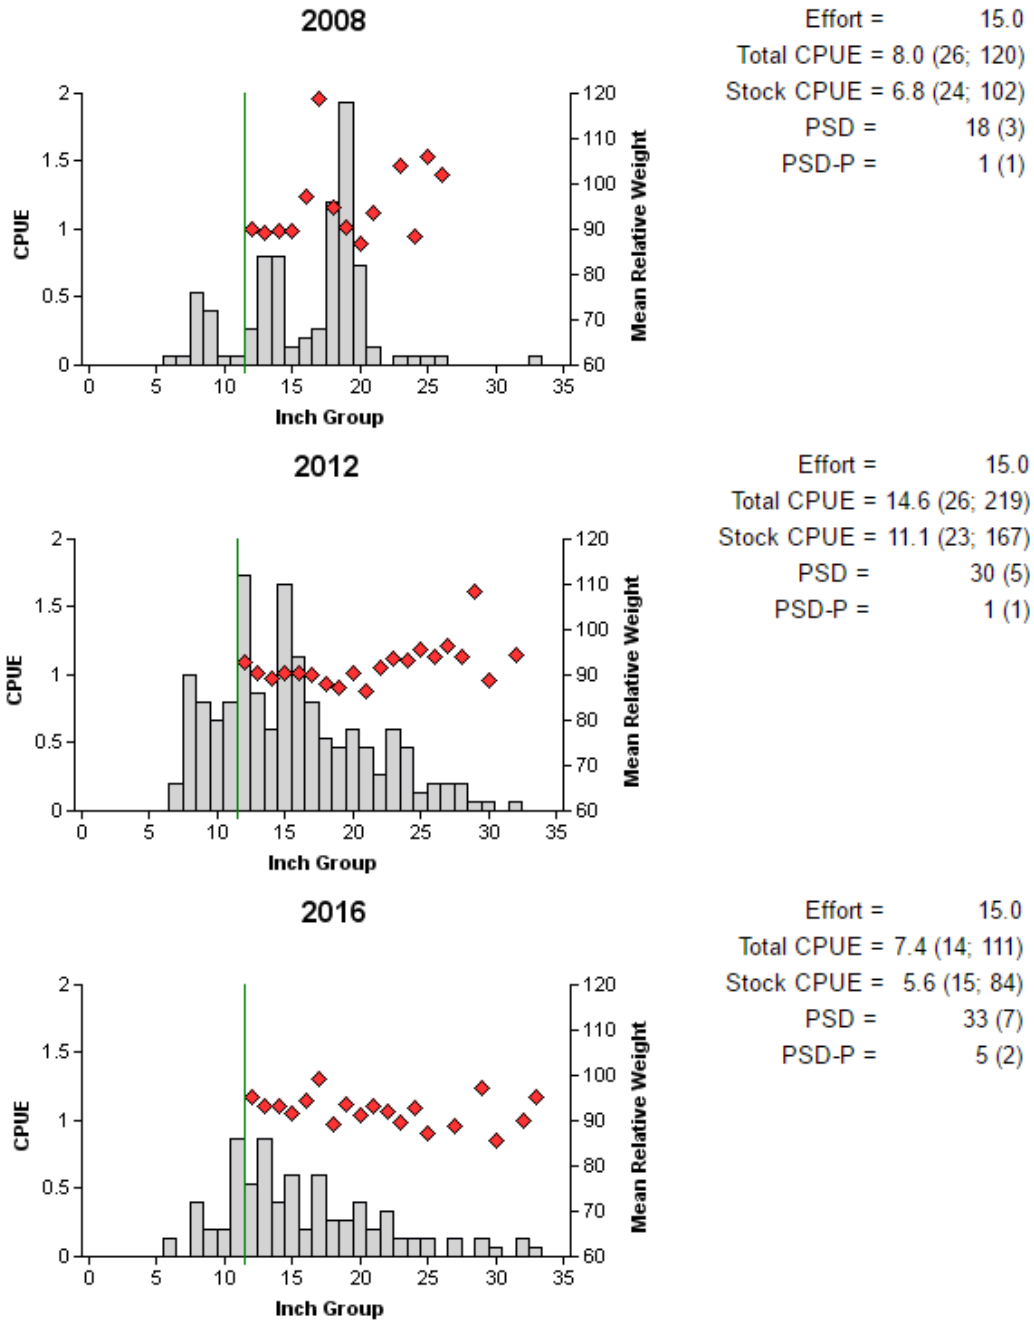 2008
Effort = 15.0
Total CPUE = 8.0 (26; 120)
Stock CPUE = 6.8 (24; 102)
PSD = 18 (3)
PSD-P = 1 (1)
2
1.5
1
0.5
0
CPUE
120
110
100
90
80
70
60
Mean Relative Weight
0 5 10 15 20 25 30 35
Inch Group
2012
Effort = 15.0
Total CPUE = 14.6 (26; 219)
Stock CPUE = 11.1 (23; 167)
PSD = 30 (5)
PSD-P = 1 (1)
2
1.5
1
0.5
0
CPUE
120
110
100
90
80
70
60
Mean Relative Weight
0 5 10 15 20 25 30 35
Inch Group
2016
Effort = 15.0
Total CPUE = 7.4 (14; 111)
Stock CPUE = 5.6 (15; 84)
PSD = 33 (7)
PSD-P = 5 (2)
2
1.5
1
0.5
0
CPUE
120
110
100
90
80
70
60
Mean Relative Weight
0 5 10 15 20 25 30 35
Inch Group